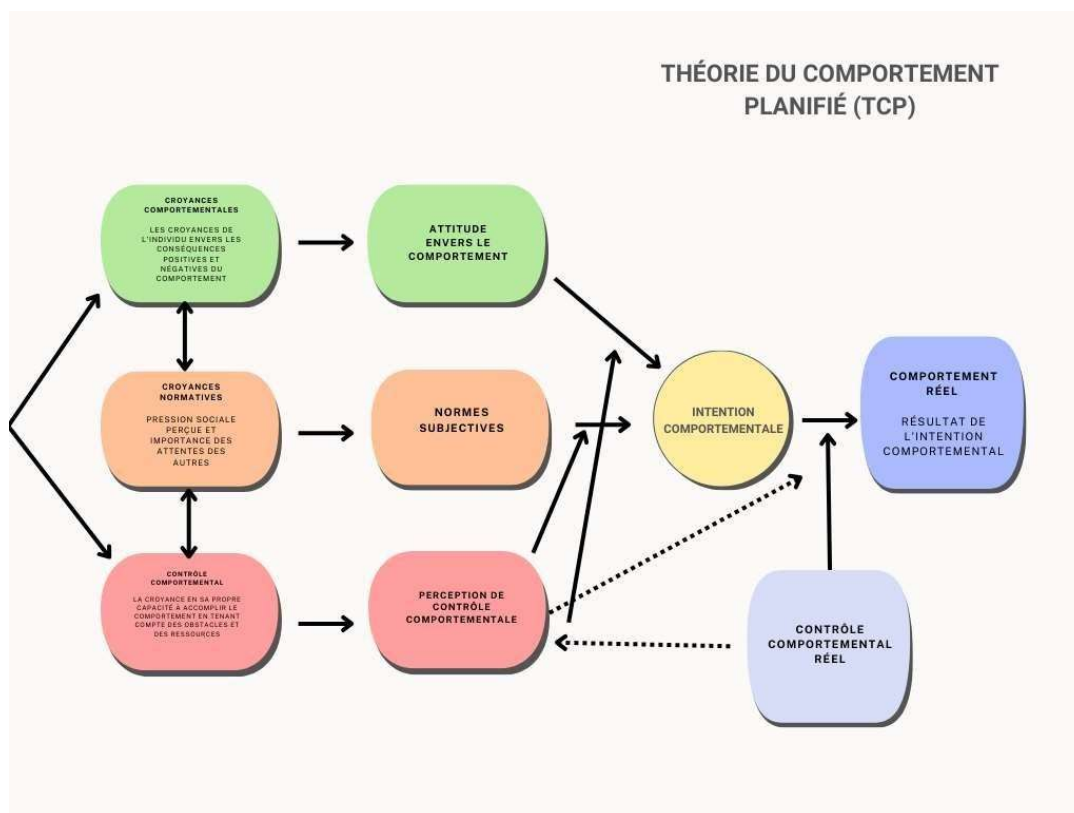 THÉORIE DU COMPORTEMENT
PLANIFIÉ (TCP)
CROYANCES
COMPORTEMENTALES
LES CROYANCES DE
L'INDIVIDU ENVERS LES
CONSÉQUENCES
POSITIVES ET
NÉGATIVES DU
COMPORTEMENT
ATTITUDE
ENVERS LE
COMPORTEMENT
CROYANCES
NORMATIVES
PRESSION SOCIALE
PERÇUE ET
IMPORTANCE DES
ATTENTES DES
AUTRES
NORMES
SUBJECTIVES
INTENTION
COMPORTEMENTALE
COMPORTEMENT
RÉEL
RÉSULTAT DE
L'INTENTION
COMPORTEMENTAL
CONTRÔLE
COMPORTEMENTAL
LA CROYANCE EN SA PROPRE
CAPACITÉ À ACCOMPLIR LE
COMPORTEMENT EN TENANT
COMPTE DES OBSTACLES ET
DES RESSOURCES
PERCEPTION DE
CONTRÔLE
COMPORTEMENTALE
CONTRÔLE
COMPORTEMENTAL
RÉEL